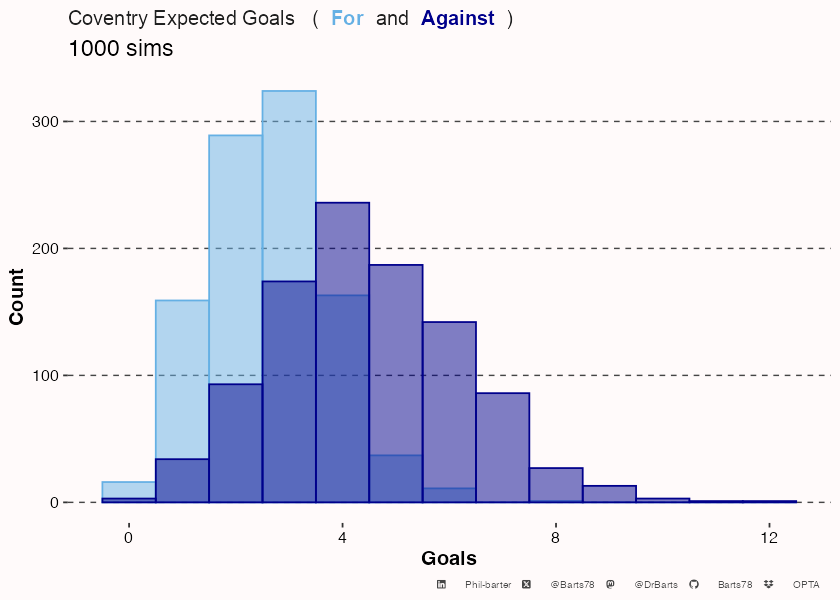 Coventry Expected Goals ( For and Against )
1000 sims
300
200
100
0
Count
0 4 8 12
Goals
Phil-barter @Barts78 @DrBarts Barts78 OPTA